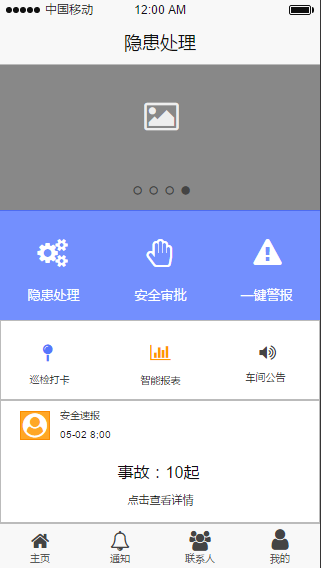 中国移动 12:00 AM
隐患处理
隐患处理 安全审批 一键警报
巡检打卡 智能报表 车间公告
安全速报
05-02 8:00
事故：10起
点击查看详情
主页 通知 联系人 我的